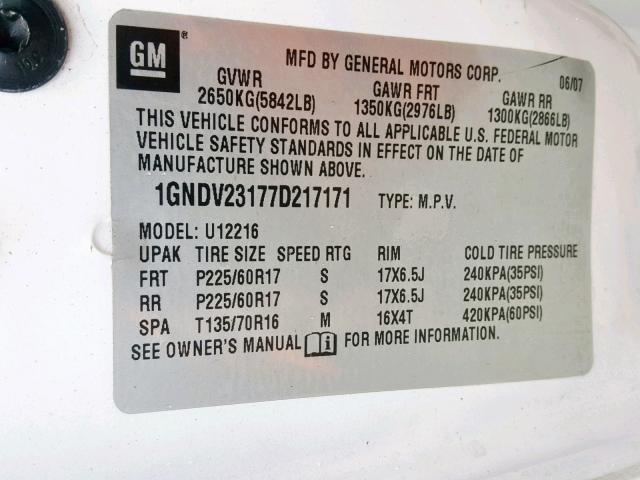 GM ®
MFD BY GENERAL MOTORS CORP. 06/07
GVWR GAWR FRT GAWR RR
2650KG(5842LB) 1350KG(2976LB) 1300KG(2866LB)
THIS VEHICLE CONFORMS TO ALL APPLICABLE U.S. FEDERAL MOTOR
VEHICLE SAFETY STANDARDS IN EFFECT ON THE DATE OF
MANUFACTURE SHOWN ABOVE.
1GNDV23177D217171 TYPE: M.P.V.
MODEL: U12216
UPAK TIRE SIZE SPEED RTG RIM COLD TIRE PRESSURE
FRT P225/60R17 S 17X6.5J 240KPA(35PSI)
RR P225/60R17 S 17X6.5J 240KPA(35PSI)
SPA T135/70R16 M 16X4T 420KPA(60PSI)
SEE OWNER'S MANUAL i FOR MORE INFORMATION.